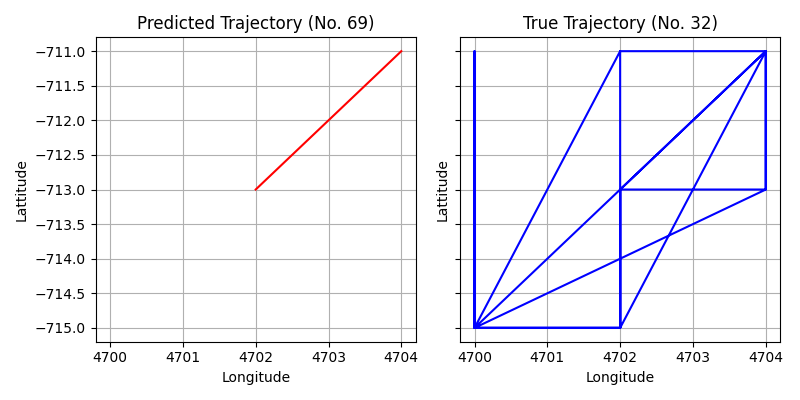 Predicted Trajectory (No. 69)
True Trajectory (No. 32)
Lattitude
−711.0
−711.5
−712.0
−712.5
−713.0
−713.5
−714.0
−714.5
−715.0
4700 4701 4702 4703 4704
Longitude
Lattitude
4700 4701 4702 4703 4704
Longitude